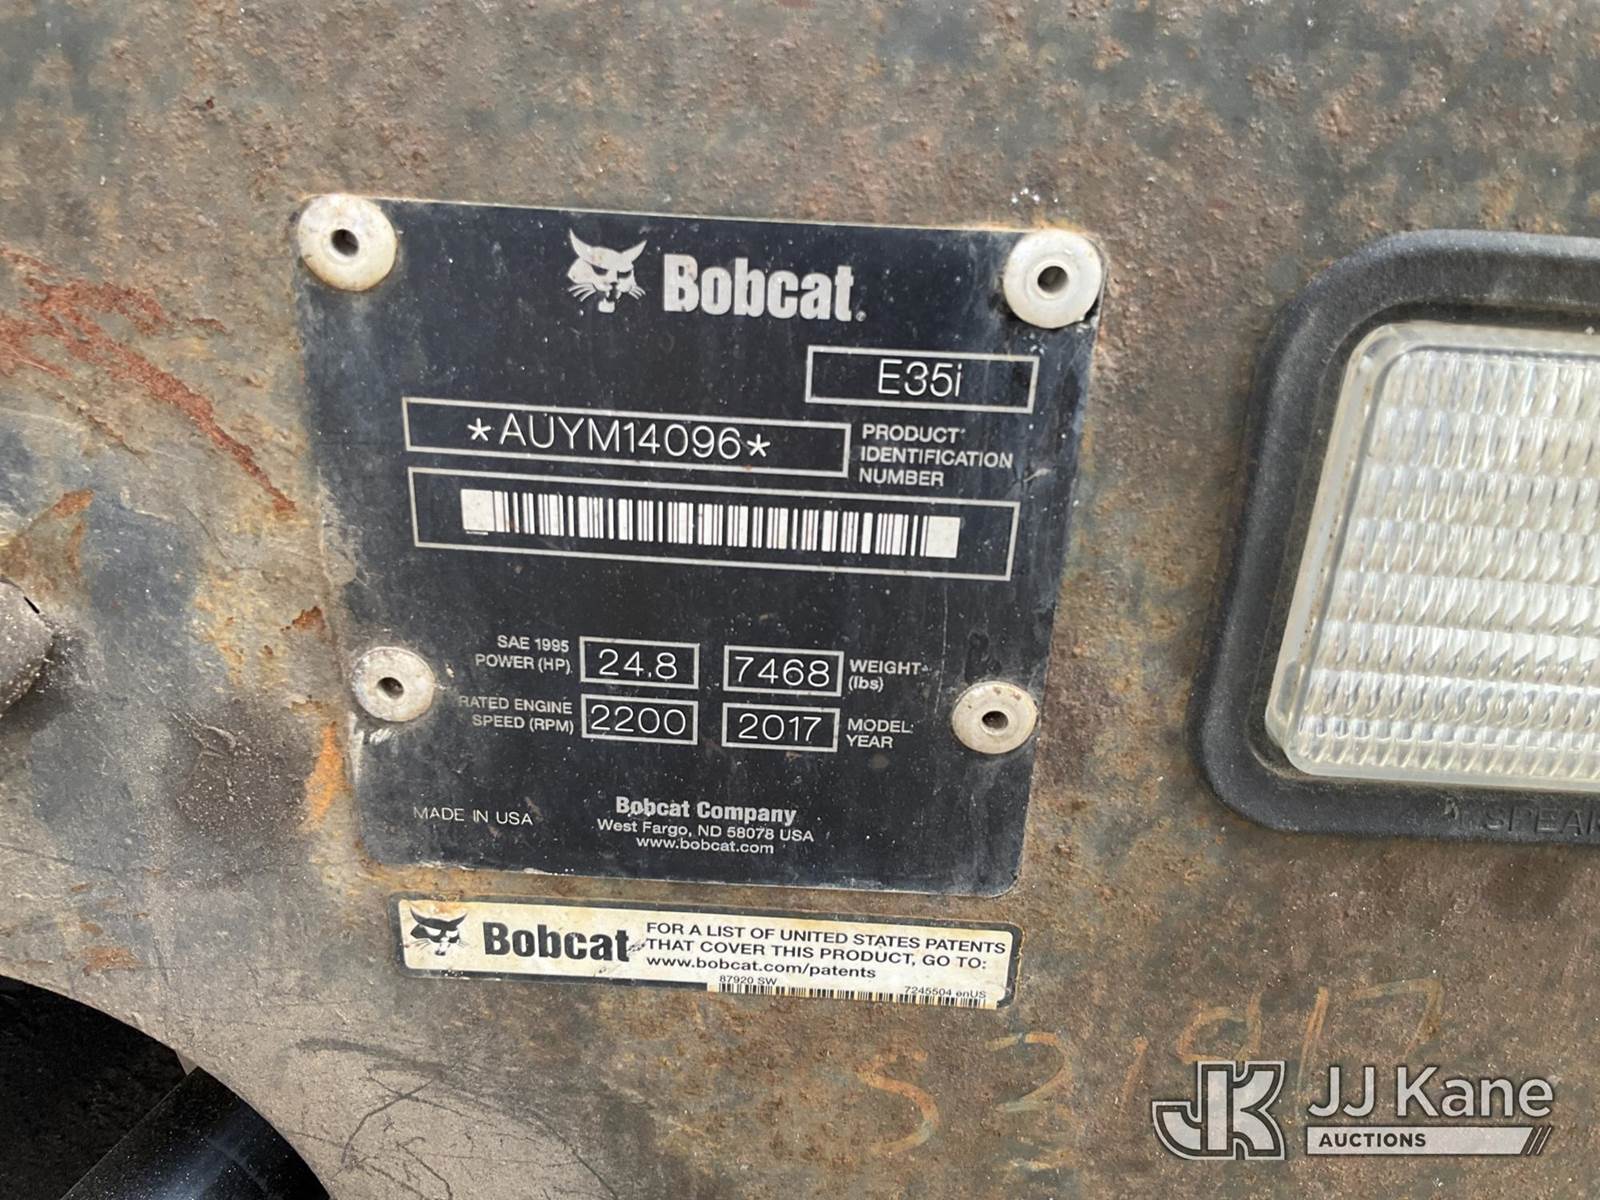 Bobcat.
E35i
*AUYM14096*
PRODUCT
IDENTIFICATION
NUMBER
SAE 1995
POWER (HP)
24.8
7468
WEIGHT
(lbs)
RATED ENGINE
SPEED (RPM)
2200
2017
MODEL
YEAR
MADE IN USA
Bobcat Company
West Fargo, ND 58078 USA
www.bobcat.com
Bobcat
FOR A LIST OF UNITED STATES PATENTS
THAT COVER THIS PRODUCT, GO TO:
www.bobcat.com/patents
87920 SW
7245504 enUS
JK
JJ Kane
AUCTIONS